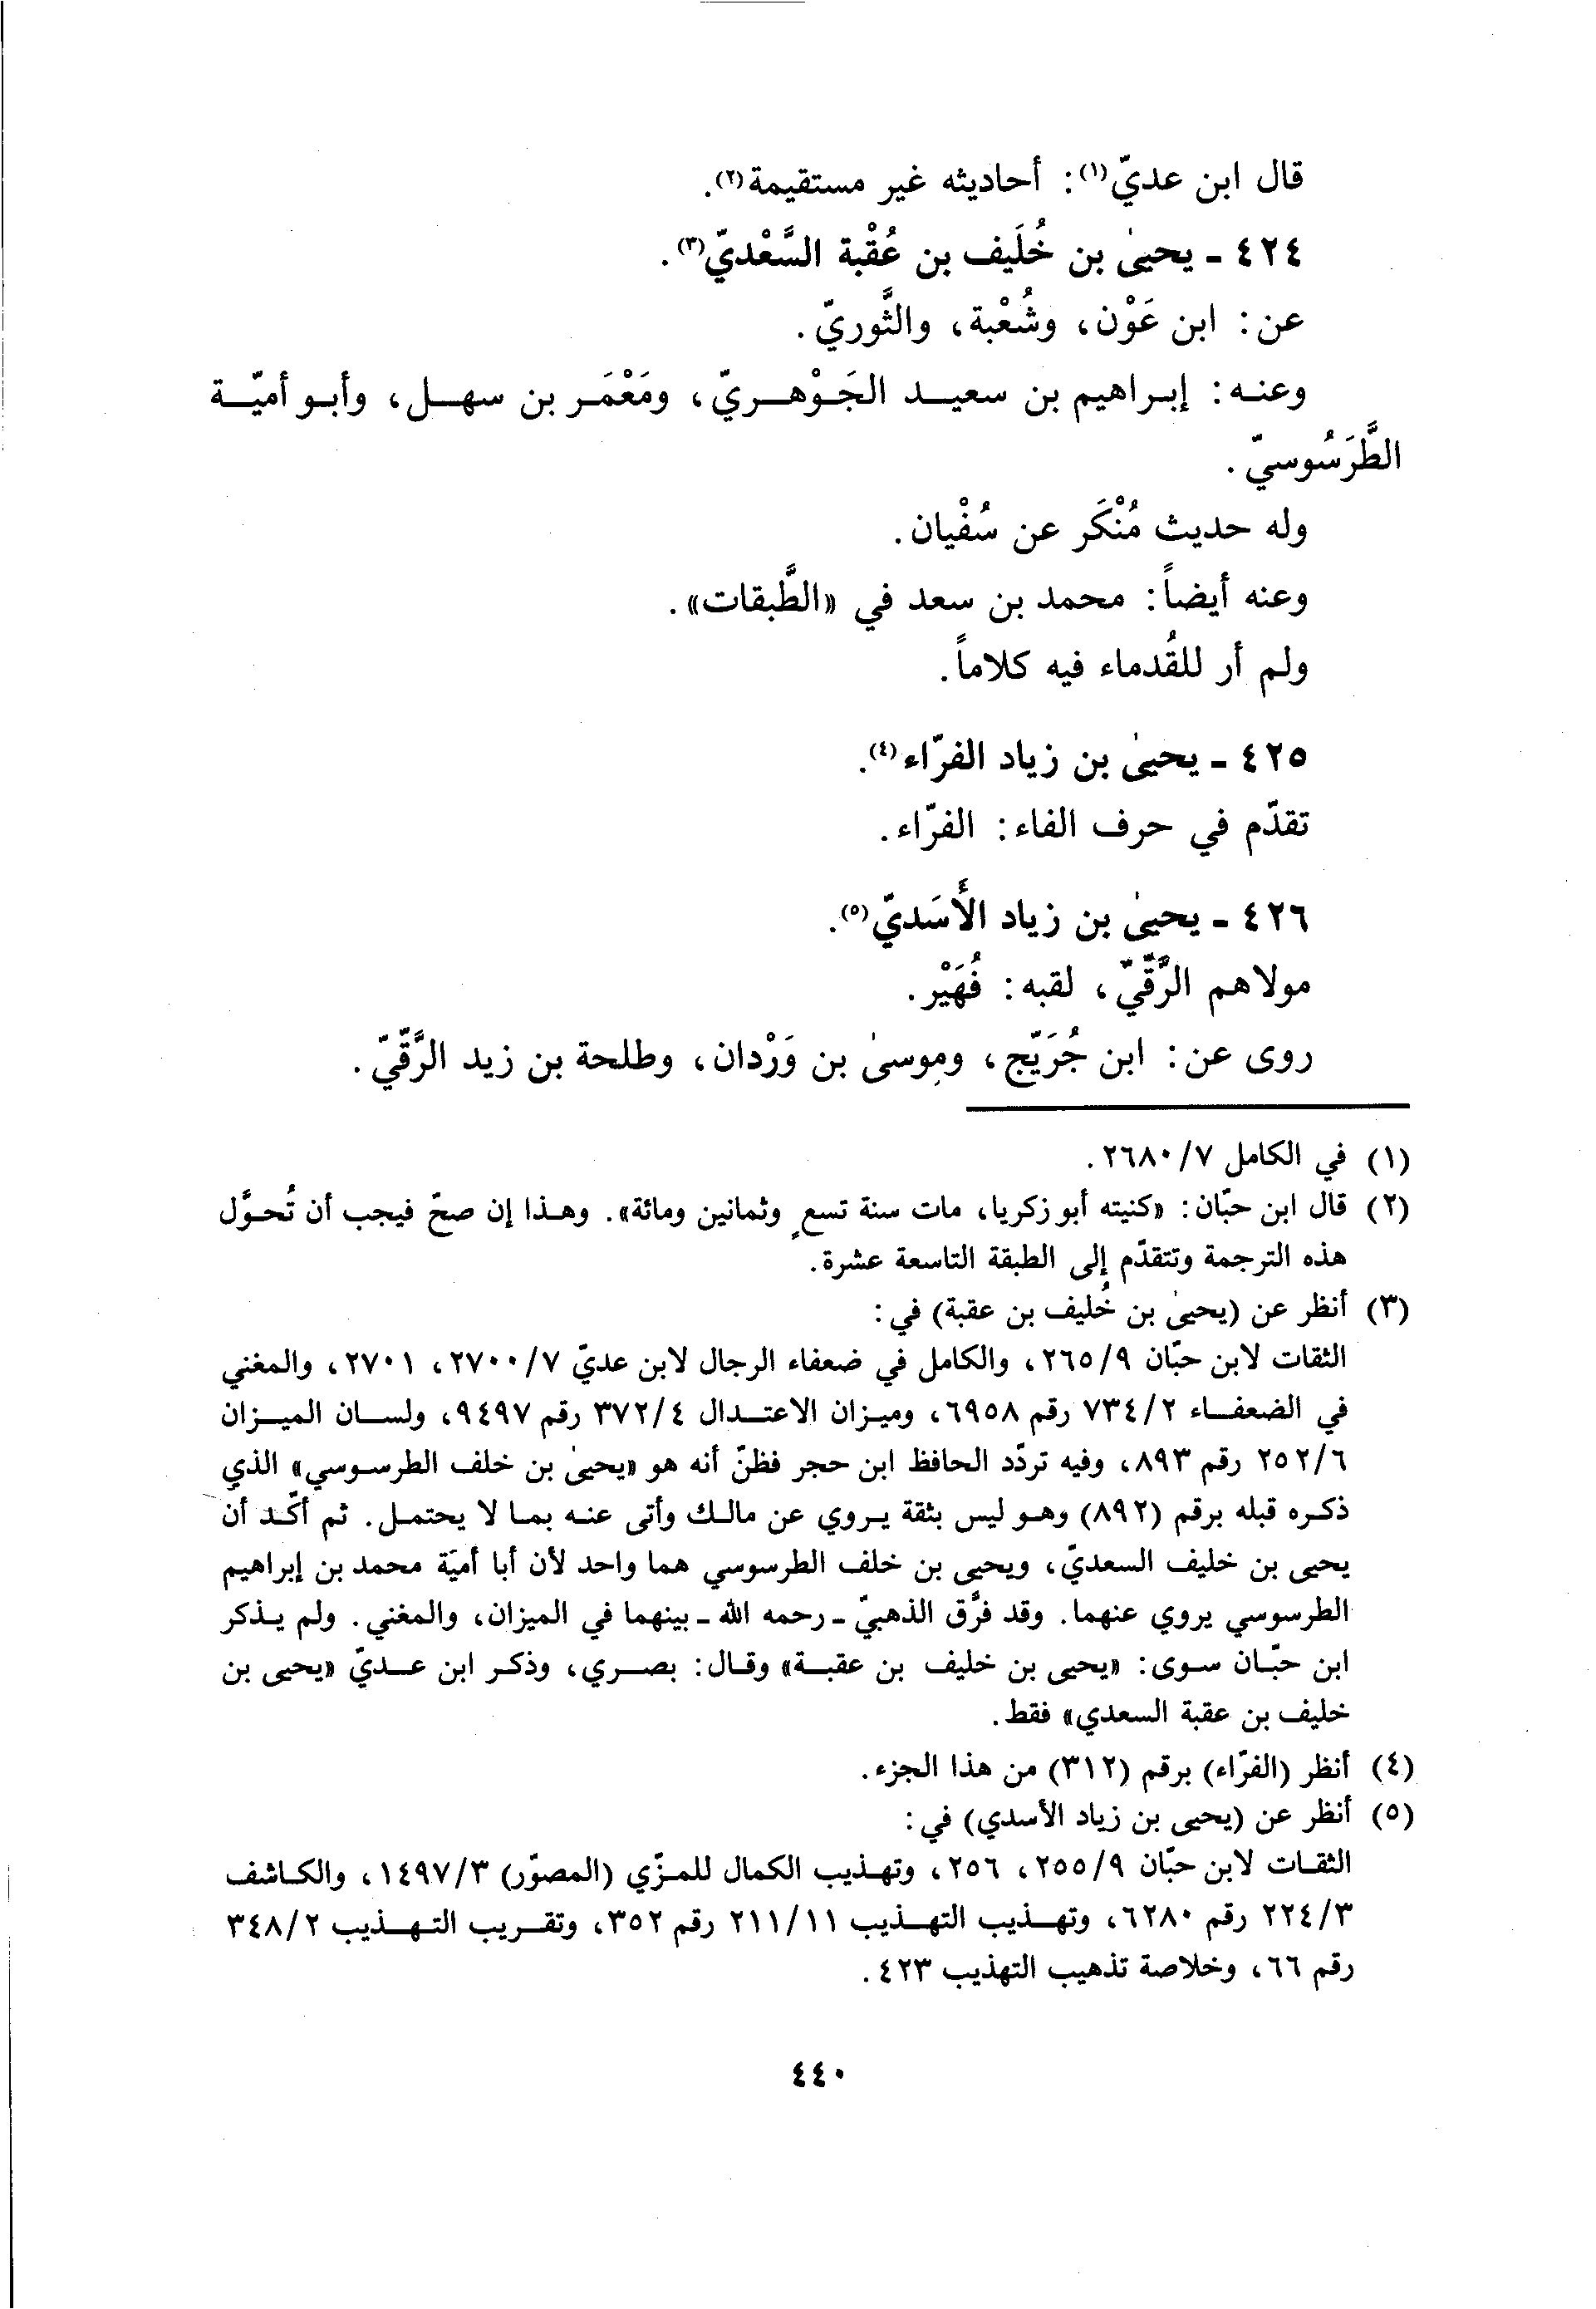 قال ابن عديّ(١): أحاديثه غير مستقيمة(٢).
٤٢٤ - يحيىٰ بن خُلَيف بن عُقْبة السَّعْديّ(٣).
عن: ابن عَوْن، وشُعْبة، والثَّوريّ.
وعنه: إبراهيم بن سعيد الجَوْهريّ، ومَعْمَر بن سهل، وأبو أميّة
الطَّرَسُوسيّ.
وله حديث مُنْكَر عن سُفْيان.
وعنه أيضاً: محمد بن سعد في «الطَّبقات».
ولم أر للقُدماء فيه كلاماً.
٤٢٥ - يحيىٰ بن زياد الفرّاء(٤).
تقدّم في حرف الفاء: الفرّاء.
٤٢٦ - يحيىٰ بن زياد الأَسَديّ(٥).
مولاهم الرَّقّيّ، لقبه: فُهَيْر.
روى عن: ابن جُرَيّج، وموسىٰ بن وَرْدان، وطلحة بن زيد الرَّقّيّ.
(١) في الكامل ٧/٢٦٨٠.
(٢) قال ابن حبّان: «كنيته أبو زكريا، مات سنة تسعٍ وثمانين ومائة». وهذا إن صحّ فيجب أن تُحوَّل
هذه الترجمة وتتقدّم إلى الطبقة التاسعة عشرة.
(٣) أنظر عن (يحيىٰ بن خُليف بن عقبة) في:
الثقات لابن حبّان ٩/٢٦٥، والكامل في ضعفاء الرجال لابن عديّ ٧/٢٧٠٠، ٢٧٠١، والمغني
في الضعفاء ٢/٧٣٤ رقم ٦٩٥٨، وميزان الاعتدال ٤/٣٧٢ رقم ٩٤٩٧، ولسان الميزان
٦/٢٥٢ رقم ٨٩٣، وفيه تردّد الحافظ ابن حجر فظنّ أنه هو «يحيىٰ بن خلف الطرسوسي» الذي
ذكره قبله برقم (٨٩٢) وهو ليس بثقة يروي عن مالك وأتى عنه بما لا يحتمل. ثم أكّد أن
يحيى بن خليف السعديّ، ويحيى بن خلف الطرسوسي هما واحد لأن أبا أميّة محمد بن إبراهيم
الطرسوسي يروي عنهما. وقد فرَّق الذهبيّ - رحمه الله - بينهما في الميزان، والمغني. ولم يذكر
ابن حبّان سوى: «يحيى بن خليف بن عقبة» وقال: بصري، وذكر ابن عديّ «يحيى بن
خليف بن عقبة السعدي» فقط.
(٤) أنظر (الفرّاء) برقم (٣١٢) من هذا الجزء.
(٥) أنظر عن (يحيى بن زياد الأسدي) في:
الثقات لابن حبّان ٩/٢٥٥، ٢٥٦، وتهذيب الكمال للمزّي (المصوّر) ٣/١٤٩٧، والكاشف
٣/٢٢٤ رقم ٦٢٨٠، وتهذيب التهذيب ١١/٢١١ رقم ٣٥٢، وتقريب التهذيب ٢/٣٤٨
رقم ٦٦، وخلاصة تذهيب التهذيب ٤٢٣.
٤٤٠